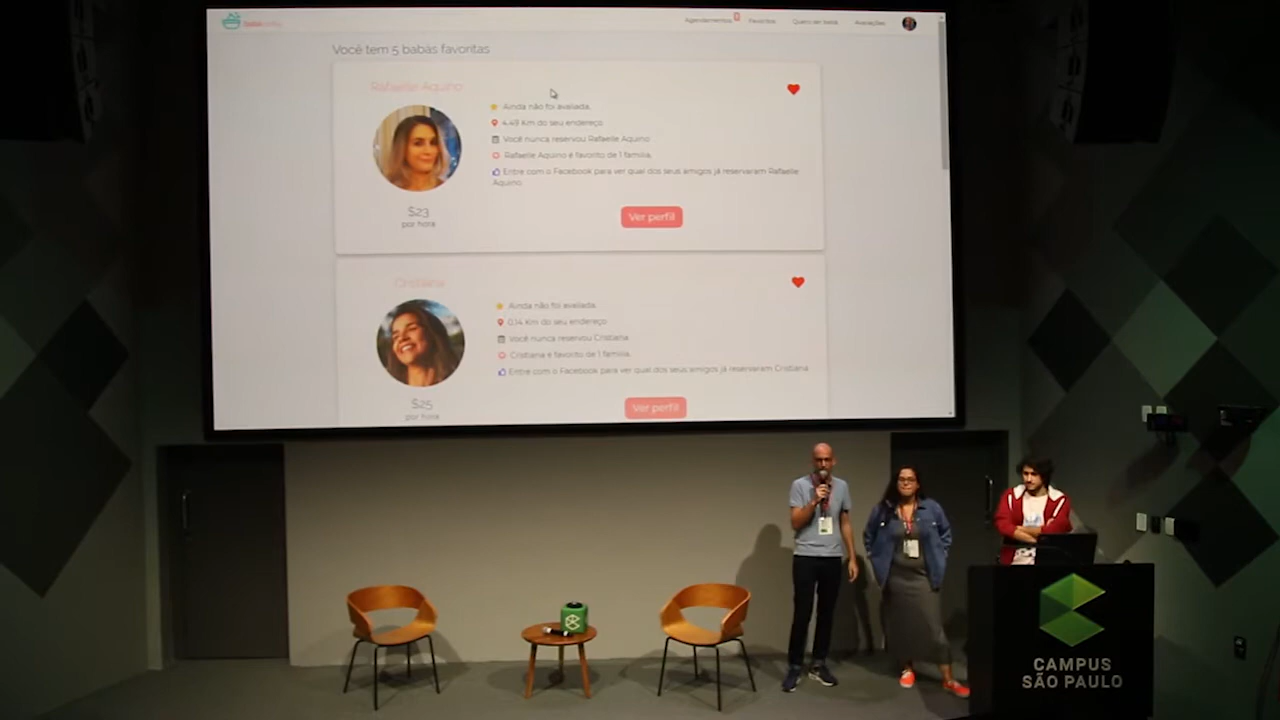 Agendamentos
Favoritos
Quero ser babá
Avaliações
Você tem 5 babás favoritas
Rafaelle Aquino
Ainda não foi avaliada.
4.49 Km do seu endereço
Você nunca reservou Rafaelle Aquino
Rafaelle Aquino é favorito de 1 família.
Entre com o Facebook para ver qual dos seus amigos já reservaram Rafaelle
Aquino.
$23
por hora
Ver perfil
Cristiana
Ainda não foi avaliada.
0.14 Km do seu endereço
Você nunca reservou Cristiana
Cristiana é favorito de 1 família.
Entre com o Facebook para ver qual dos seus amigos já reservaram Cristiana
$25
por hora
Ver perfil
CAMPUS
SÃO PAULO